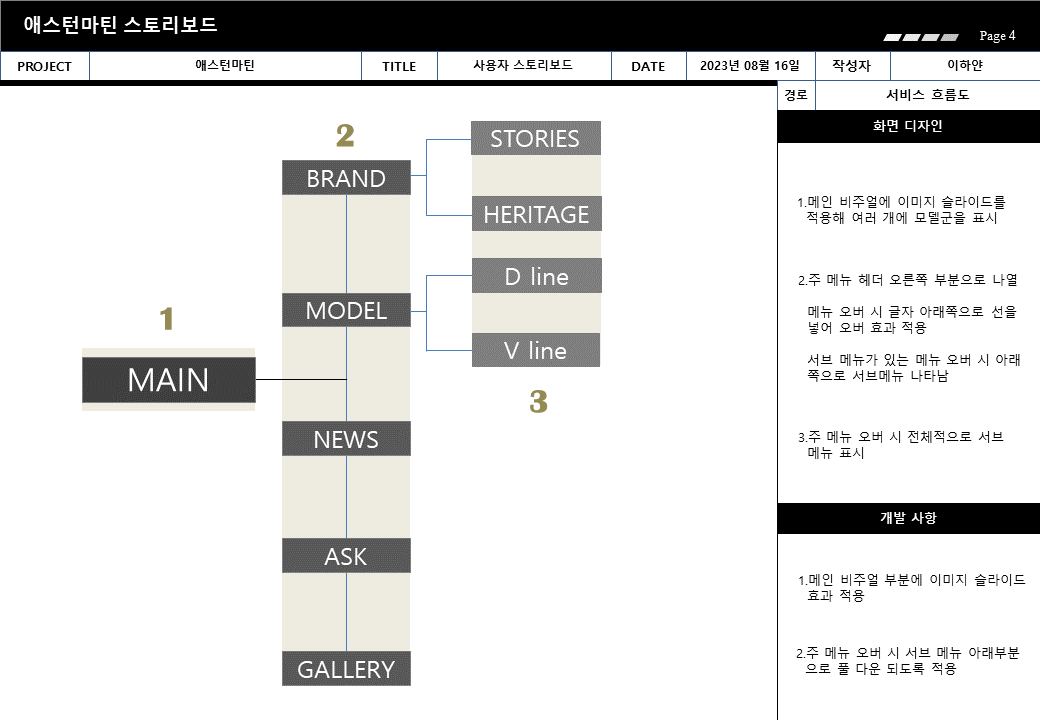 애스턴마틴 스토리보드
Page 4
PROJECT 애스턴마틴 TITLE 사용자 스토리보드 DATE 2023년 08월 16일 작성자 이하얀
경로 서비스 흐름도
화면 디자인
1.메인 비주얼에 이미지 슬라이드를
적용해 여러 개에 모델군을 표시
2.주 메뉴 헤더 오른쪽 부분으로 나열
메뉴 오버 시 글자 아래쪽으로 선을
넣어 오버 효과 적용
서브 메뉴가 있는 메뉴 오버 시 아래
쪽으로 서브메뉴 나타남
3.주 메뉴 오버 시 전체적으로 서브
메뉴 표시
개발 사항
1.메인 비주얼 부분에 이미지 슬라이드
효과 적용
2.주 메뉴 오버 시 서브 메뉴 아래부분
으로 풀 다운 되도록 적용
1
MAIN
2
BRAND
MODEL
NEWS
ASK
GALLERY
STORIES
HERITAGE
D line
V line
3